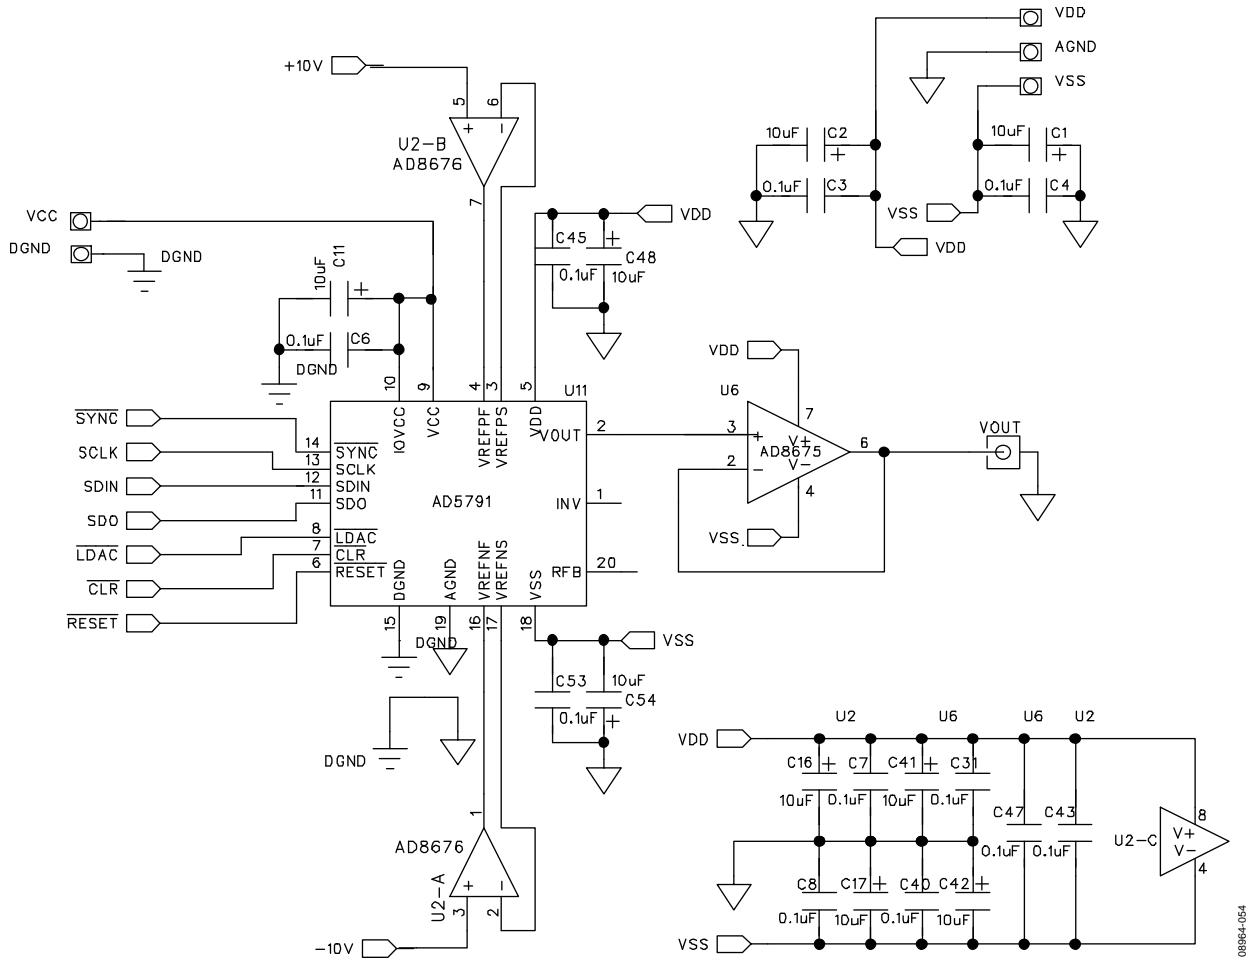 VDD
AGND
VSS
+10V
5
6
+
-
U2-B
AD8676
7
10uF
C2
+
0.1uF
C3
VDD
10uF
C1
+
0.1uF
C4
VSS
VCC
DGND
DGND
C45
0.1uF
+
C48
10uF
VDD
10uF
C11
+
0.1uF
C6
DGND
10
9
4
3
5
U11
SYNC
SCLK
SDIN
SDO
LDAC
CLR
RESET
14
13
12
11
8
7
6
IOVCC
VCC
VREFPF
VREFPS
VDD
SYNC
SCLK
SDIN
SDO
LDAC
CLR
RESET
AD5791
VOUT
INV
RFB
2
1
20
DGND
AGND
VREFNF
VREFNS
VSS
15
19
16
17
18
DGND
VDD
U6
7
3
+
2
-
V+
AD8675
V-
6
4
VSS.
VOUT
VSS
C53
0.1uF
10uF
C54
+
DGND
1
AD8676
U2-A
+
-
3
2
-10V
U2
U6
U6
U2
VDD
C16
+
10uF
C7
0.1uF
C41
+
10uF
C31
0.1uF
C47
0.1uF
C43
0.1uF
U2-C
8
V+
V-
4
C8
0.1uF
C17
+
10uF
C40
0.1uF
C42
+
10uF
VSS
08964-054